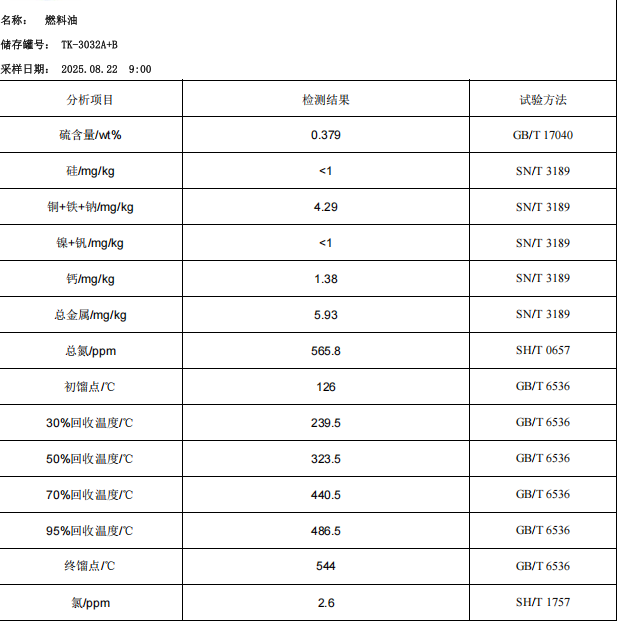 名称： 燃料油
储存罐号： TK-3032A+B
采样日期： 2025.08.22 9:00
分析项目 检测结果 试验方法
硫含量/wt% 0.379 GB/T 17040
硅/mg/kg <1 SN/T 3189
铜+铁+钠/mg/kg 4.29 SN/T 3189
镍+钒/mg/kg <1 SN/T 3189
钙/mg/kg 1.38 SN/T 3189
总金属/mg/kg 5.93 SN/T 3189
总氮/ppm 565.8 SH/T 0657
初馏点/℃ 126 GB/T 6536
30%回收温度/℃ 239.5 GB/T 6536
50%回收温度/℃ 323.5 GB/T 6536
70%回收温度/℃ 440.5 GB/T 6536
95%回收温度/℃ 486.5 GB/T 6536
终馏点/℃ 544 GB/T 6536
氯/ppm 2.6 SH/T 1757